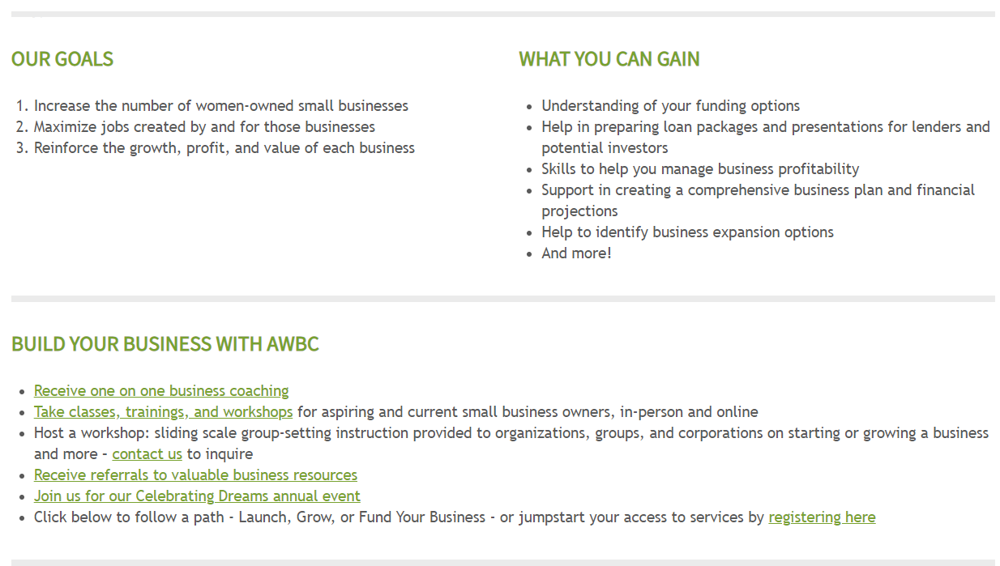 OUR GOALS
1. Increase the number of women-owned small businesses
2. Maximize jobs created by and for those businesses
3. Reinforce the growth, profit, and value of each business
WHAT YOU CAN GAIN
• Understanding of your funding options
• Help in preparing loan packages and presentations for lenders and
potential investors
• Skills to help you manage business profitability
• Support in creating a comprehensive business plan and financial
projections
• Help to identify business expansion options
• And more!
BUILD YOUR BUSINESS WITH AWBC
• Receive one on one business coaching
• Take classes, trainings, and workshops for aspiring and current small business owners, in-person and online
• Host a workshop: sliding scale group-setting instruction provided to organizations, groups, and corporations on starting or growing a business
and more – contact us to inquire
• Receive referrals to valuable business resources
• Join us for our Celebrating Dreams annual event
• Click below to follow a path - Launch, Grow, or Fund Your Business - or jumpstart your access to services by registering here